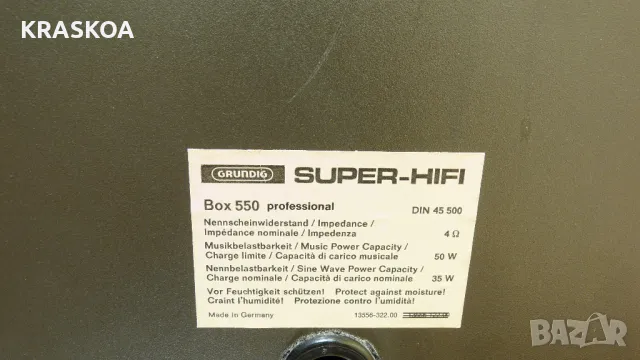 KRASKOA
GRUNDIG SUPER-HIFI
Box 550 professional DIN 45 500
Nennscheinwiderstand / Impedance /
Impédance nominale / Impedenza 4 Ω
Musikbelastbarkeit / Music Power Capacity /
Charge limite / Capacità di carico musicale 50 W
Nennbelastbarkeit / Sine Wave Power Capacity /
Charge nominale / Capacità di carico nominale 35 W
Vor Feuchtigkeit schützen! Protect against moisture!
Craint l'humidité! Protezione contro l'umidità!
Made in Germany 13556-322.00
BAZAR
bg